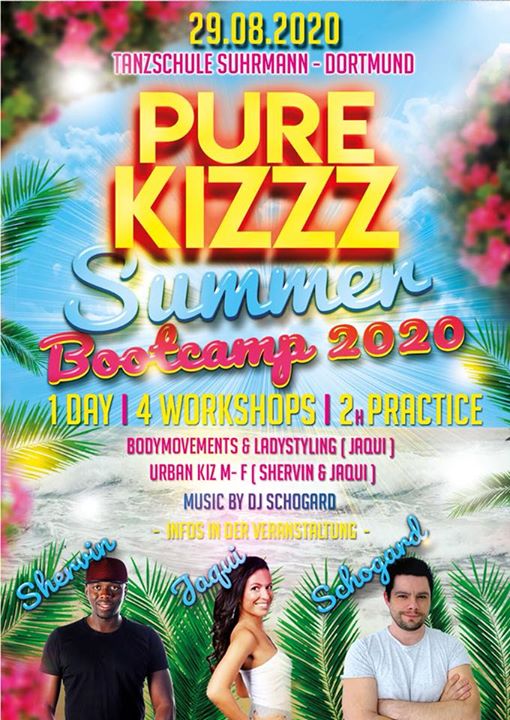 29.08.2020
TANZSCHULE SUHRMANN - DORTMUND
PURE
KIZZZ
Summer
Bootcamp 2020
1 DAY | 4 WORKSHOPS | 2H PRACTICE
BODYMOVEMENTS & LADYSTYLING ( JAQUI )
URBAN KIZ M- F ( SHERVIN & JAQUI )
MUSIC BY DJ SCHOGARD
- INFOS IN DER VERANSTALTUNG -
Shervin
Jaqui
Schogard